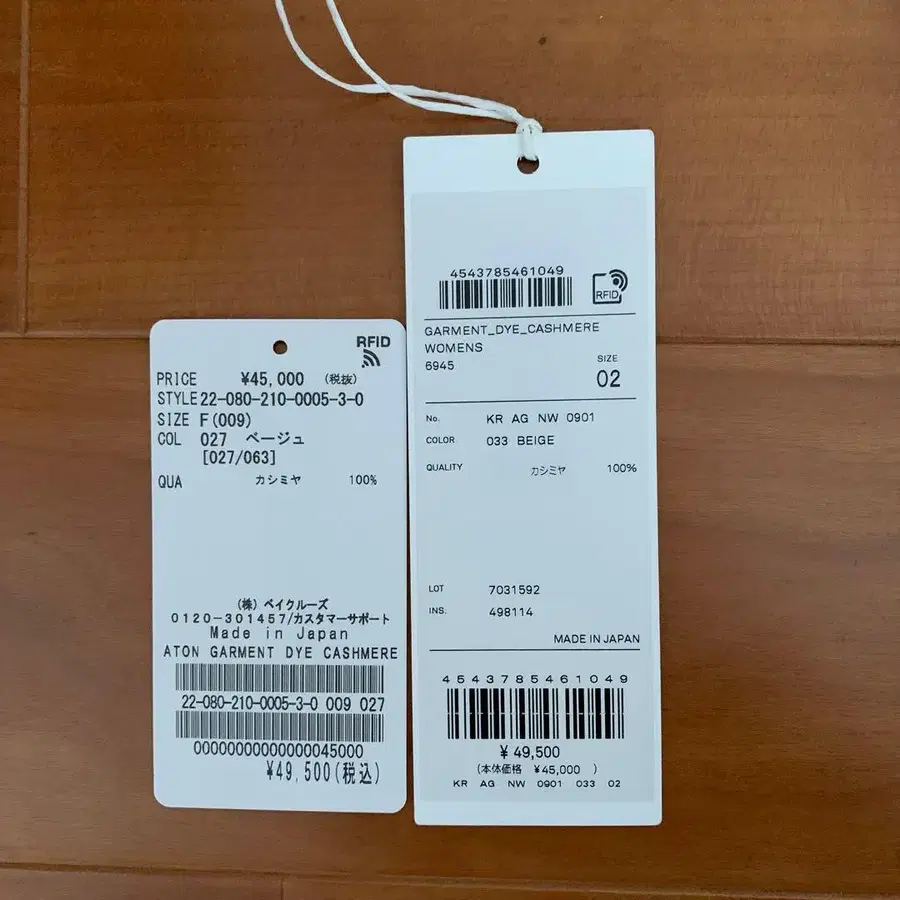 RFID
PRICE ¥45,000 (税抜)
STYLE 22-080-210-0005-3-0
SIZE F(009)
COL 027 ベージュ
[027/063]
QUA カシミヤ 100%
(株) ベイクルーズ
0120-301457/カスタマーサポート
Made in Japan
ATON GARMENT DYE CASHMERE
22-080-210-0005-3-0 009 027
00000000000000045000
¥49,500(税込)
4543785461049
RFID
GARMENT_DYE_CASHMERE
WOMENS
6945
SIZE
02
No. KR AG NW 0901
COLOR 033 BEIGE
QUALITY カシミヤ 100%
LOT 7031592
INS. 498114
MADE IN JAPAN
4543785461049
¥ 49,500
(本体価格 ¥45,000 )
KR AG NW 0901 033 02